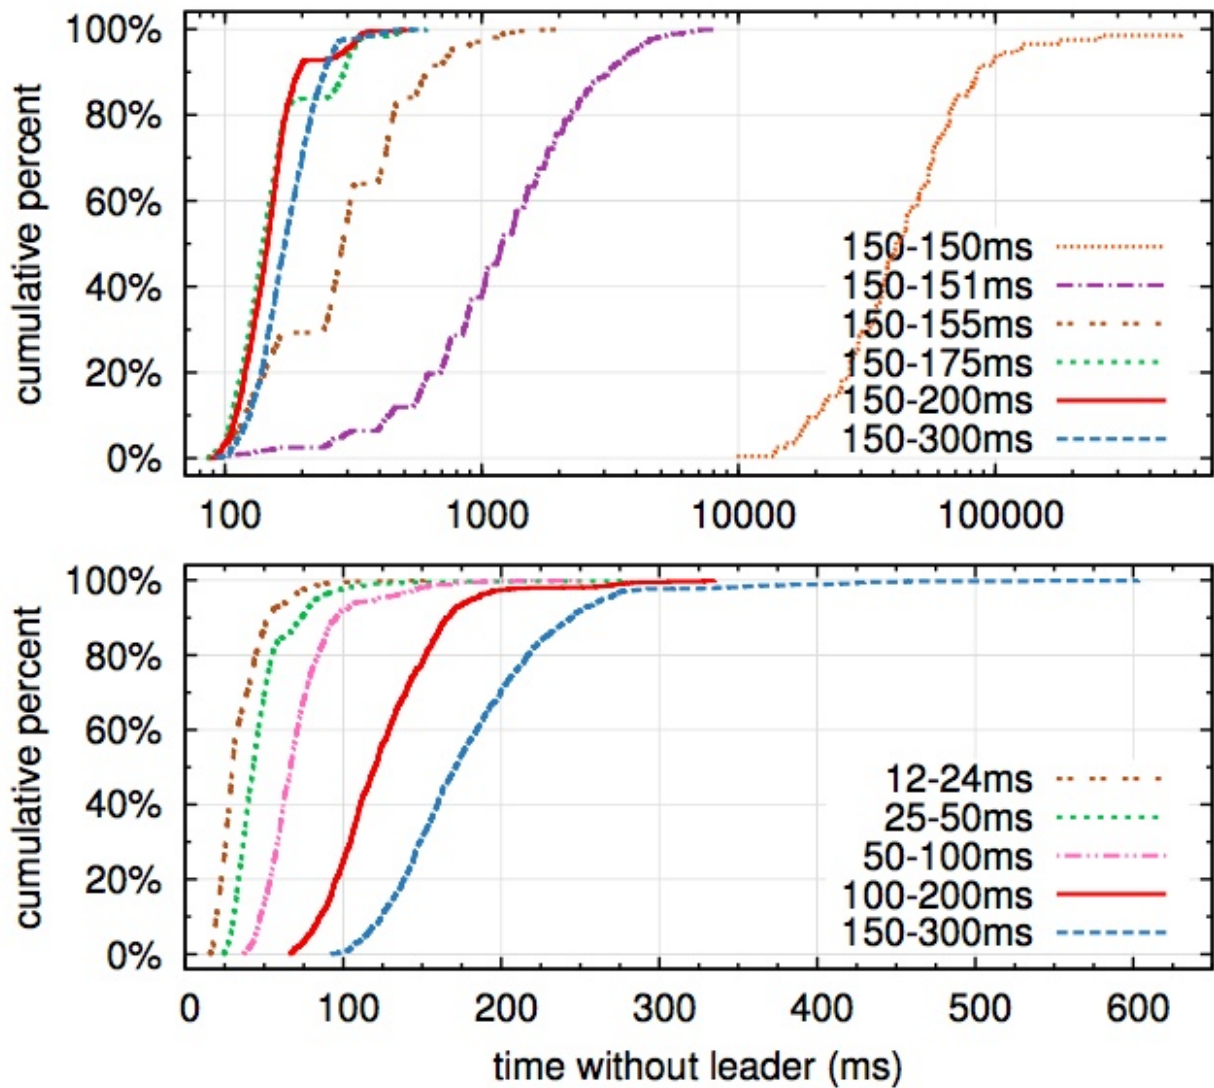 100%
80%
60%
40%
20%
0%
cumulative percent
150-150ms
150-151ms
150-155ms
150-175ms
150-200ms
150-300ms
100 1000 10000 100000
100%
80%
60%
40%
20%
0%
cumulative percent
12-24ms
25-50ms
50-100ms
100-200ms
150-300ms
0 100 200 300 400 500 600
time without leader (ms)